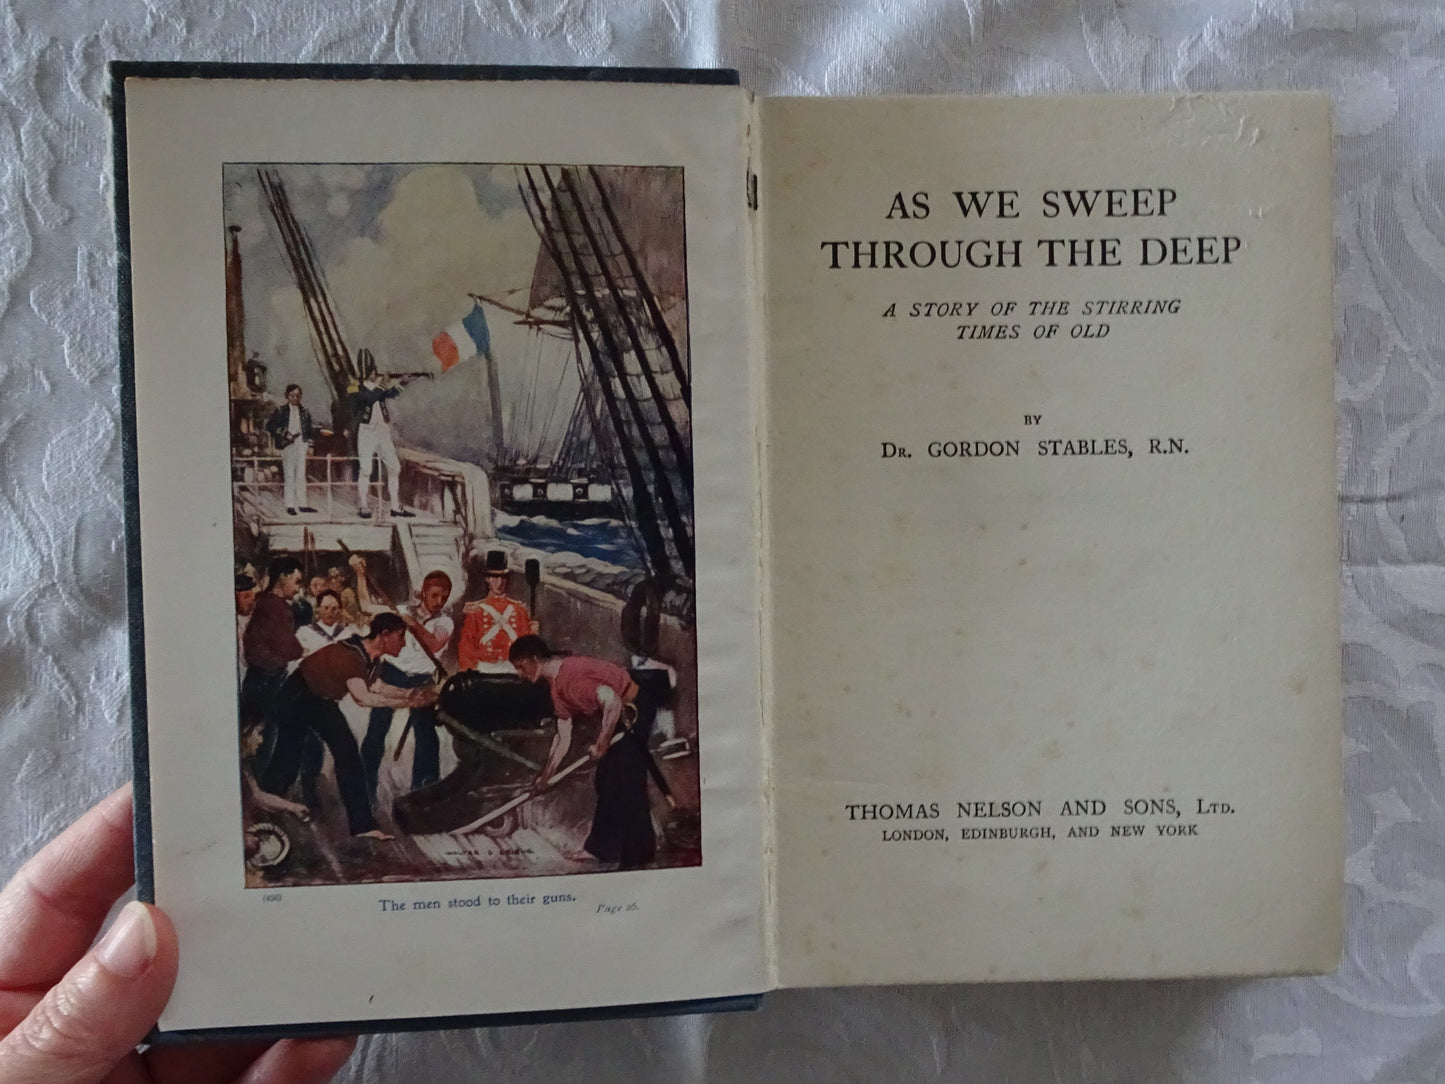 The men stood to their guns.
Page 26.
AS WE SWEEP
THROUGH THE DEEP
A STORY OF THE STIRRING
TIMES OF OLD
BY
DR. GORDON STABLES, R.N.
THOMAS NELSON AND SONS, LTD.
LONDON, EDINBURGH, AND NEW YORK